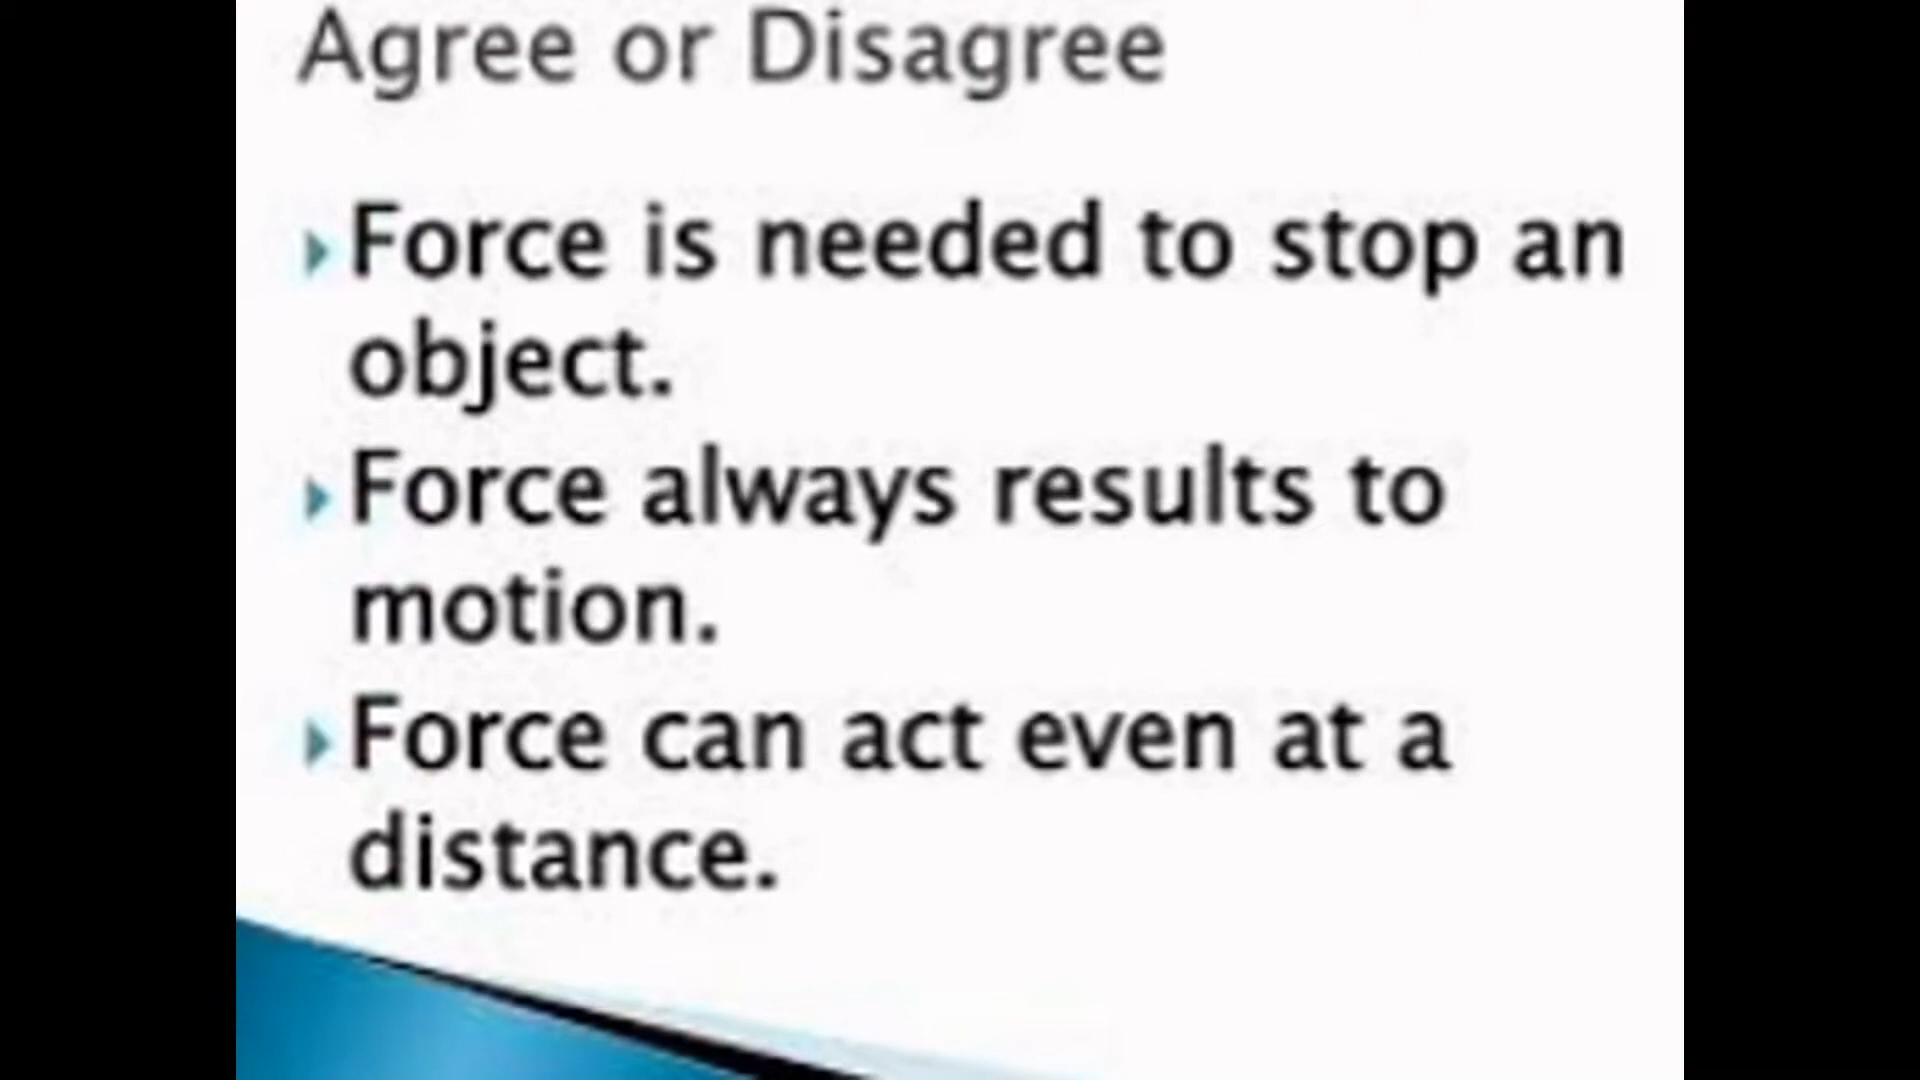 Agree or Disagree
Force is needed to stop an
object.
Force always results to
motion.
Force can act even at a
distance.